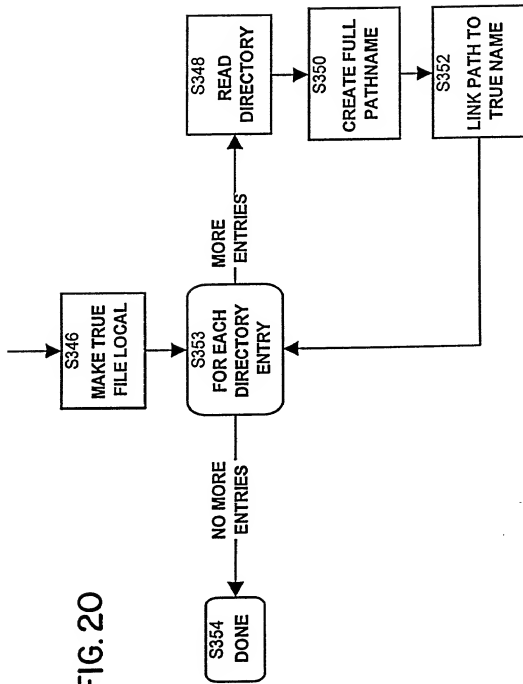 FIG. 20
S346
MAKE TRUE
FILE LOCAL
S353
FOR EACH
DIRECTORY
ENTRY
NO MORE
ENTRIES
S354
DONE
MORE
ENTRIES
S348
READ
DIRECTORY
S350
CREATE FULL
PATHNAME
S352
LINK PATH TO
TRUE NAME